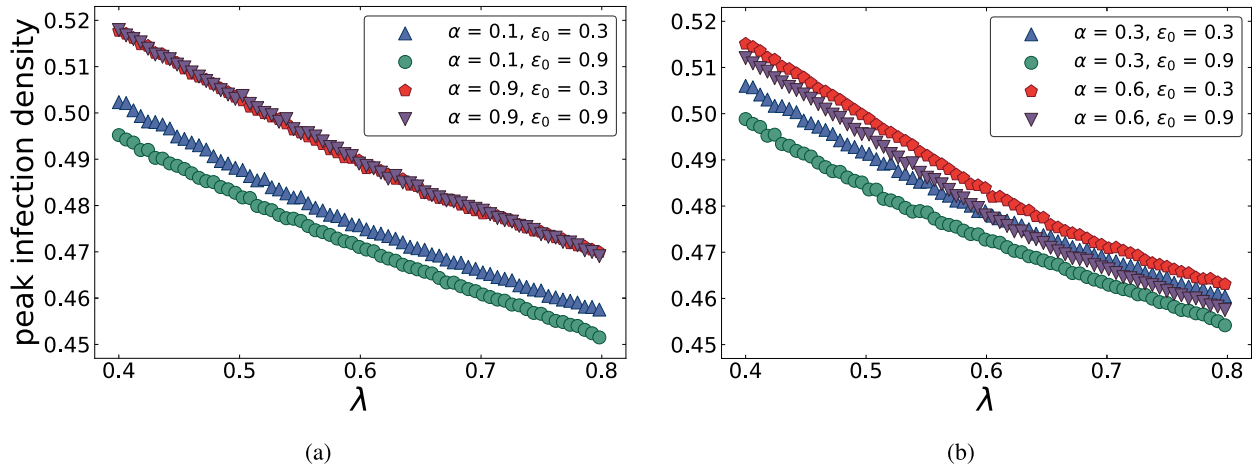 0.52
0.51
0.50
0.49
0.48
0.47
0.46
0.45
peak infection density
α = 0.1, ε₀ = 0.3
α = 0.1, ε₀ = 0.9
α = 0.9, ε₀ = 0.3
α = 0.9, ε₀ = 0.9
0.4 0.5 0.6 0.7 0.8
λ
(a)
0.52
0.51
0.50
0.49
0.48
0.47
0.46
0.45
α = 0.3, ε₀ = 0.3
α = 0.3, ε₀ = 0.9
α = 0.6, ε₀ = 0.3
α = 0.6, ε₀ = 0.9
0.4 0.5 0.6 0.7 0.8
λ
(b)